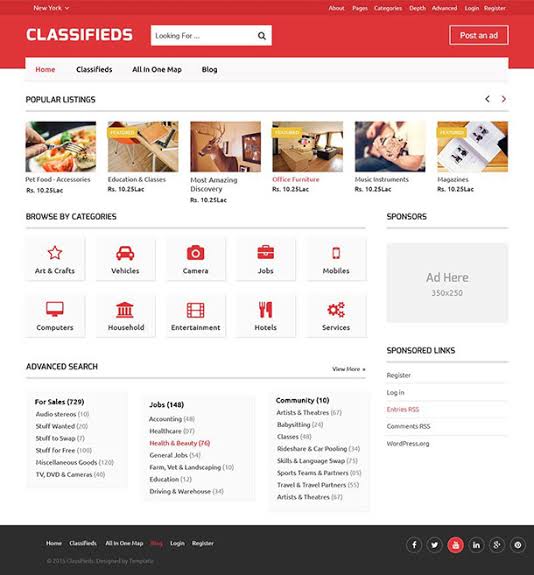 New York
About Pages Categories Depth Advanced Login Register
CLASSIFIEDS
Looking For ...
Post an ad
Home Classifieds All In One Map Blog
POPULAR LISTINGS
FEATURED
FEATURED
FEATURED
Pet Food - Accessories
Rs. 10.25Lac
Education & Classes
Rs. 10.25Lac
Most Amazing
Discovery
Rs. 10.25Lac
Office Furniture
Rs. 10.25Lac
Music Instruments
Rs. 10.25Lac
Magazines
Rs. 10.25Lac
BROWSE BY CATEGORIES
Art & Crafts
Vehicles
Camera
Jobs
Mobiles
Computers
Household
Entertainment
Hotels
Services
SPONSORS
Ad Here
350x250
SPONSORED LINKS
Register
Log in
Entries RSS
Comments RSS
WordPress.org
ADVANCED SEARCH
View More »
For Sales (729)
Audio stereos (10)
Stuff Wanted (20)
Stuff to Swap (7)
Stuff for Free (100)
Miscellaneous Goods (120)
TV, DVD & Cameras (40)
Jobs (148)
Accounting (48)
Healthcare (07)
Health & Beauty (76)
General Jobs (54)
Farm, Vet & Landscaping (10)
Education (12)
Driving & Warehouse (34)
Community (10)
Artists & Theatres (67)
Babysitting (24)
Classes (48)
Rideshare & Car Pooling (34)
Skills & Language Swap (75)
Sports Teams & Partners (05)
Travel & Travel Partners (55)
Artists & Theatres (67)
Home Classifieds All In One Map Blog Login Register
© 2015 Classifieds. Designed by Templatic